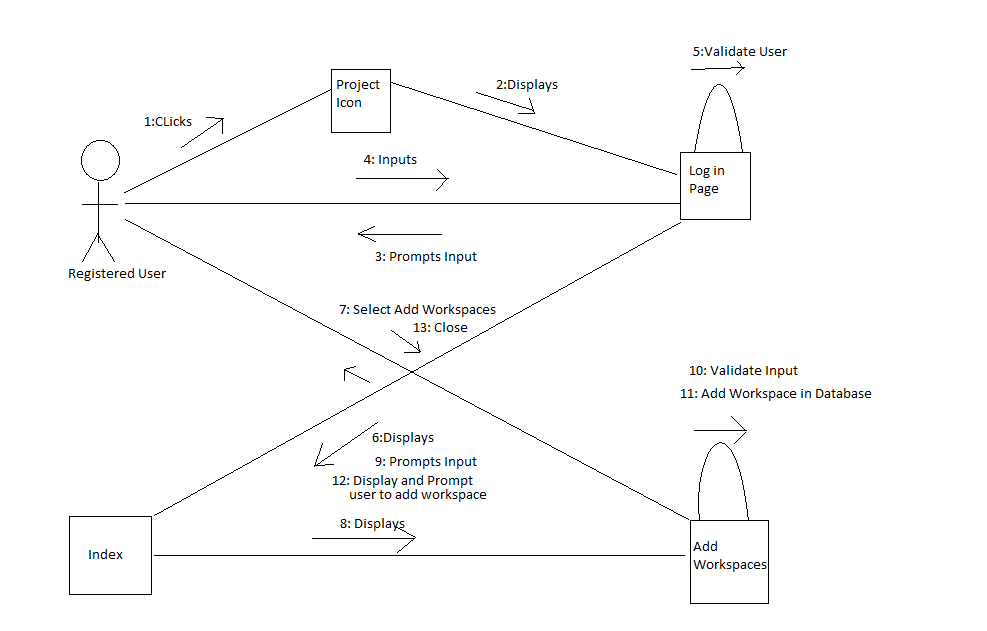 5:Validate User
Project
Icon
2:Displays
1:CLicks
4: Inputs
Log in
Page
3: Prompts Input
Registered User
7: Select Add Workspaces
13: Close
10: Validate Input
11: Add Workspace in Database
6:Displays
9: Prompts Input
12: Display and Prompt
user to add workspace
8: Displays
Index
Add
Workspaces